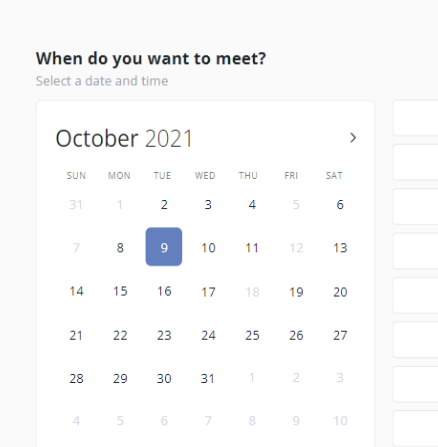 When do you want to meet?
Select a date and time
October 2021
SUN MON TUE WED THU FRI SAT
31 1 2 3 4 5 6
7 8 9 10 11 12 13
14 15 16 17 18 19 20
21 22 23 24 25 26 27
28 29 30 31 1 2 3
4 5 6 7 8 9 10